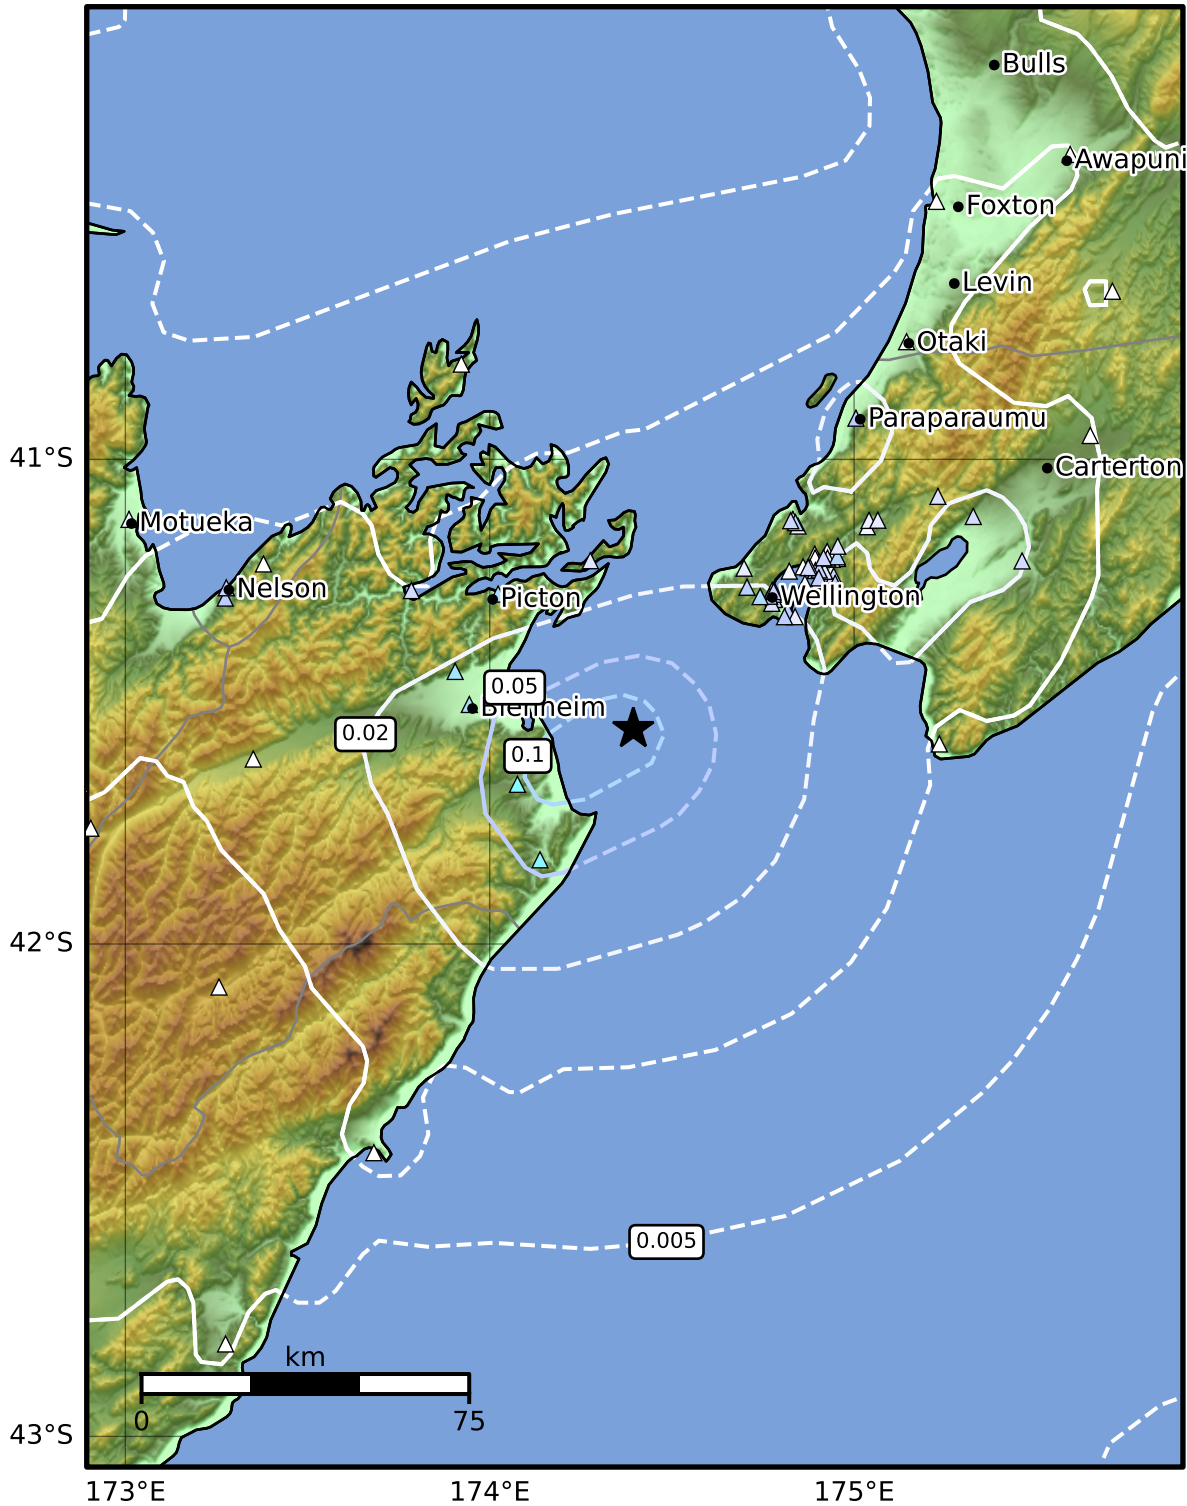 Bulls
Awapuni
Foxton
Levin
Otaki
Paraparaumu
41°S
Carterton
Motueka
Nelson
Picton
Wellington
0.05
Blenheim
0.02
0.1
42°S
0.005
km
0
75
43°S
173°E
174°E
175°E